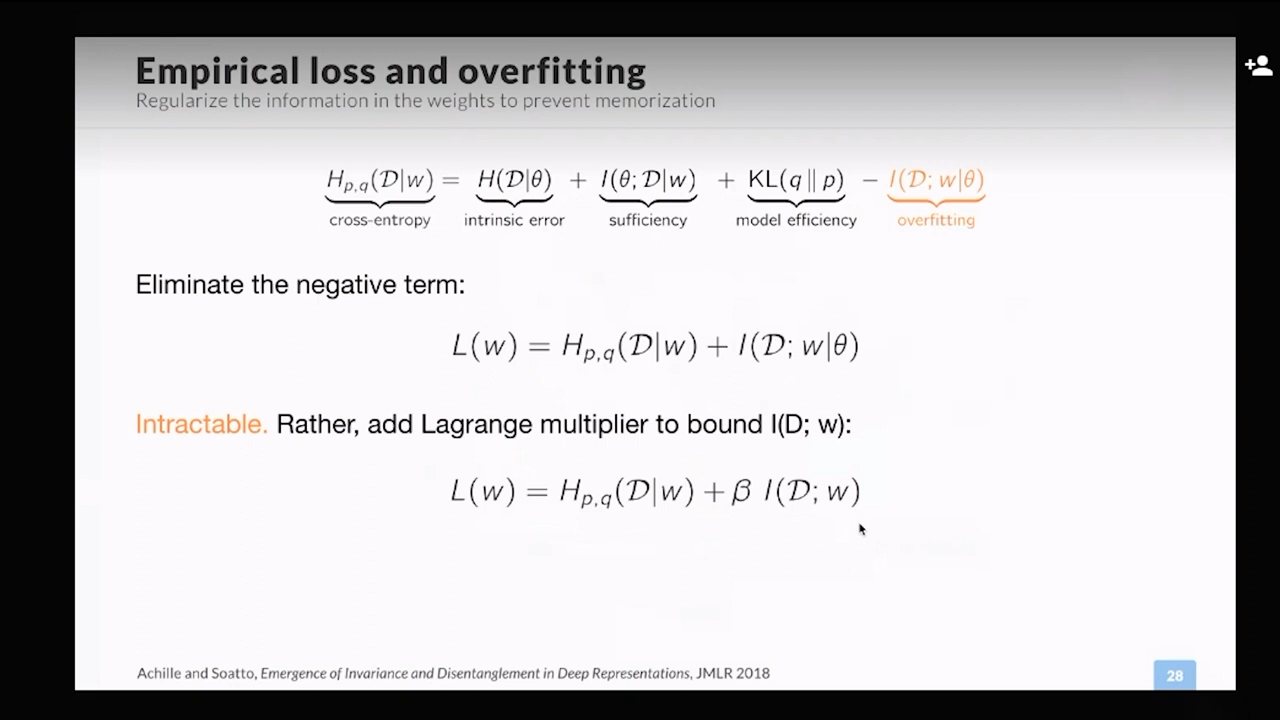 Empirical loss and overfitting
Regularize the information in the weights to prevent memorization
H_{p,q}(𝒟|w) = H(𝒟|θ) + I(θ; 𝒟|w) + KL(q ∥ p) − I(𝒟; w|θ)
cross-entropy intrinsic error sufficiency model efficiency overfitting
Eliminate the negative term:
L(w) = H_{p,q}(𝒟|w) + I(𝒟; w|θ)
Intractable. Rather, add Lagrange multiplier to bound I(D; w):
L(w) = H_{p,q}(𝒟|w) + β I(𝒟; w)
Achille and Soatto, Emergence of Invariance and Disentanglement in Deep Representations, JMLR 2018
28